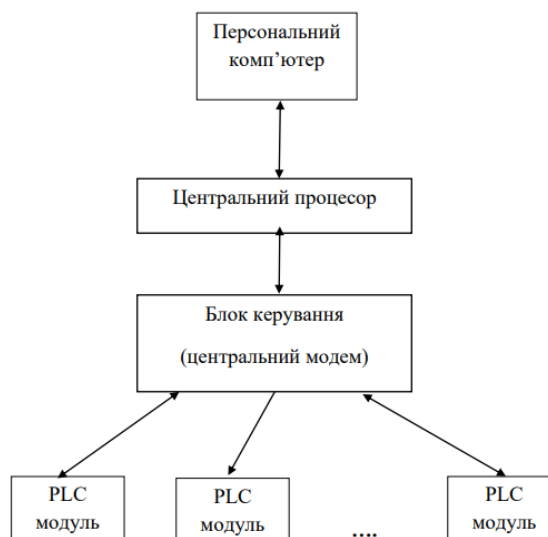 Персональний
комп’ютер
Центральний процесор
Блок керування
(центральний модем)
PLC
модуль
PLC
модуль
....
PLC
модуль